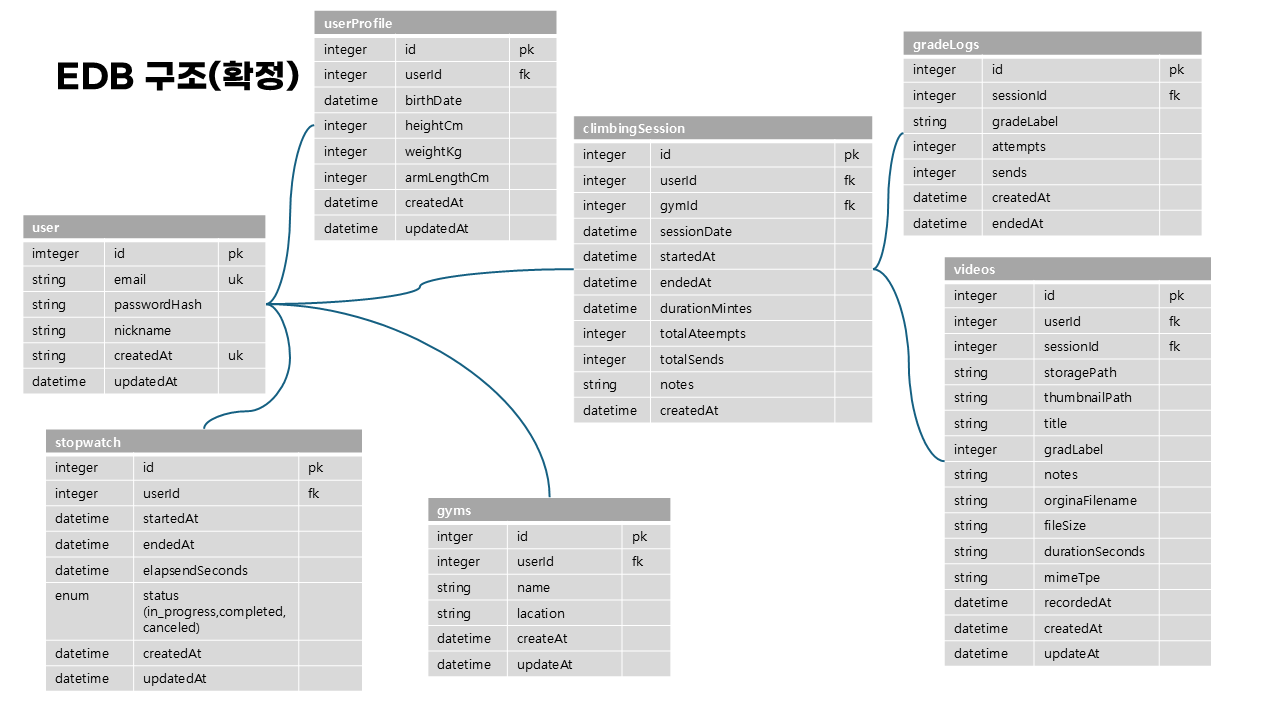 EDB 구조(확정)
userProfile
integer id pk
integer userId fk
datetime birthDate
integer heightCm
integer weightKg
integer armLengthCm
datetime createdAt
datetime updatedAt
user
imteger id pk
string email uk
string passwordHash
string nickname
string createdAt uk
datetime updatedAt
stopwatch
integer id pk
integer userId fk
datetime startedAt
datetime endedAt
datetime elapsendSeconds
enum status
(in_progress,completed,
canceled)
datetime createdAt
datetime updatedAt
gyms
intger id pk
integer userId fk
string name
string lacation
datetime createAt
datetime updateAt
climbingSession
integer id pk
integer userId fk
integer gymId fk
datetime sessionDate
datetime startedAt
datetime endedAt
datetime durationMintes
integer totalAteempts
integer totalSends
string notes
datetime createdAt
gradeLogs
integer id pk
integer sessionId fk
string gradeLabel
integer attempts
integer sends
datetime createdAt
datetime endedAt
videos
integer id pk
integer userId fk
integer sessionId fk
string storagePath
string thumbnailPath
string title
integer gradLabel
string notes
string orginaFilename
string fileSize
string durationSeconds
string mimeTpe
datetime recordedAt
datetime createdAt
datetime updateAt